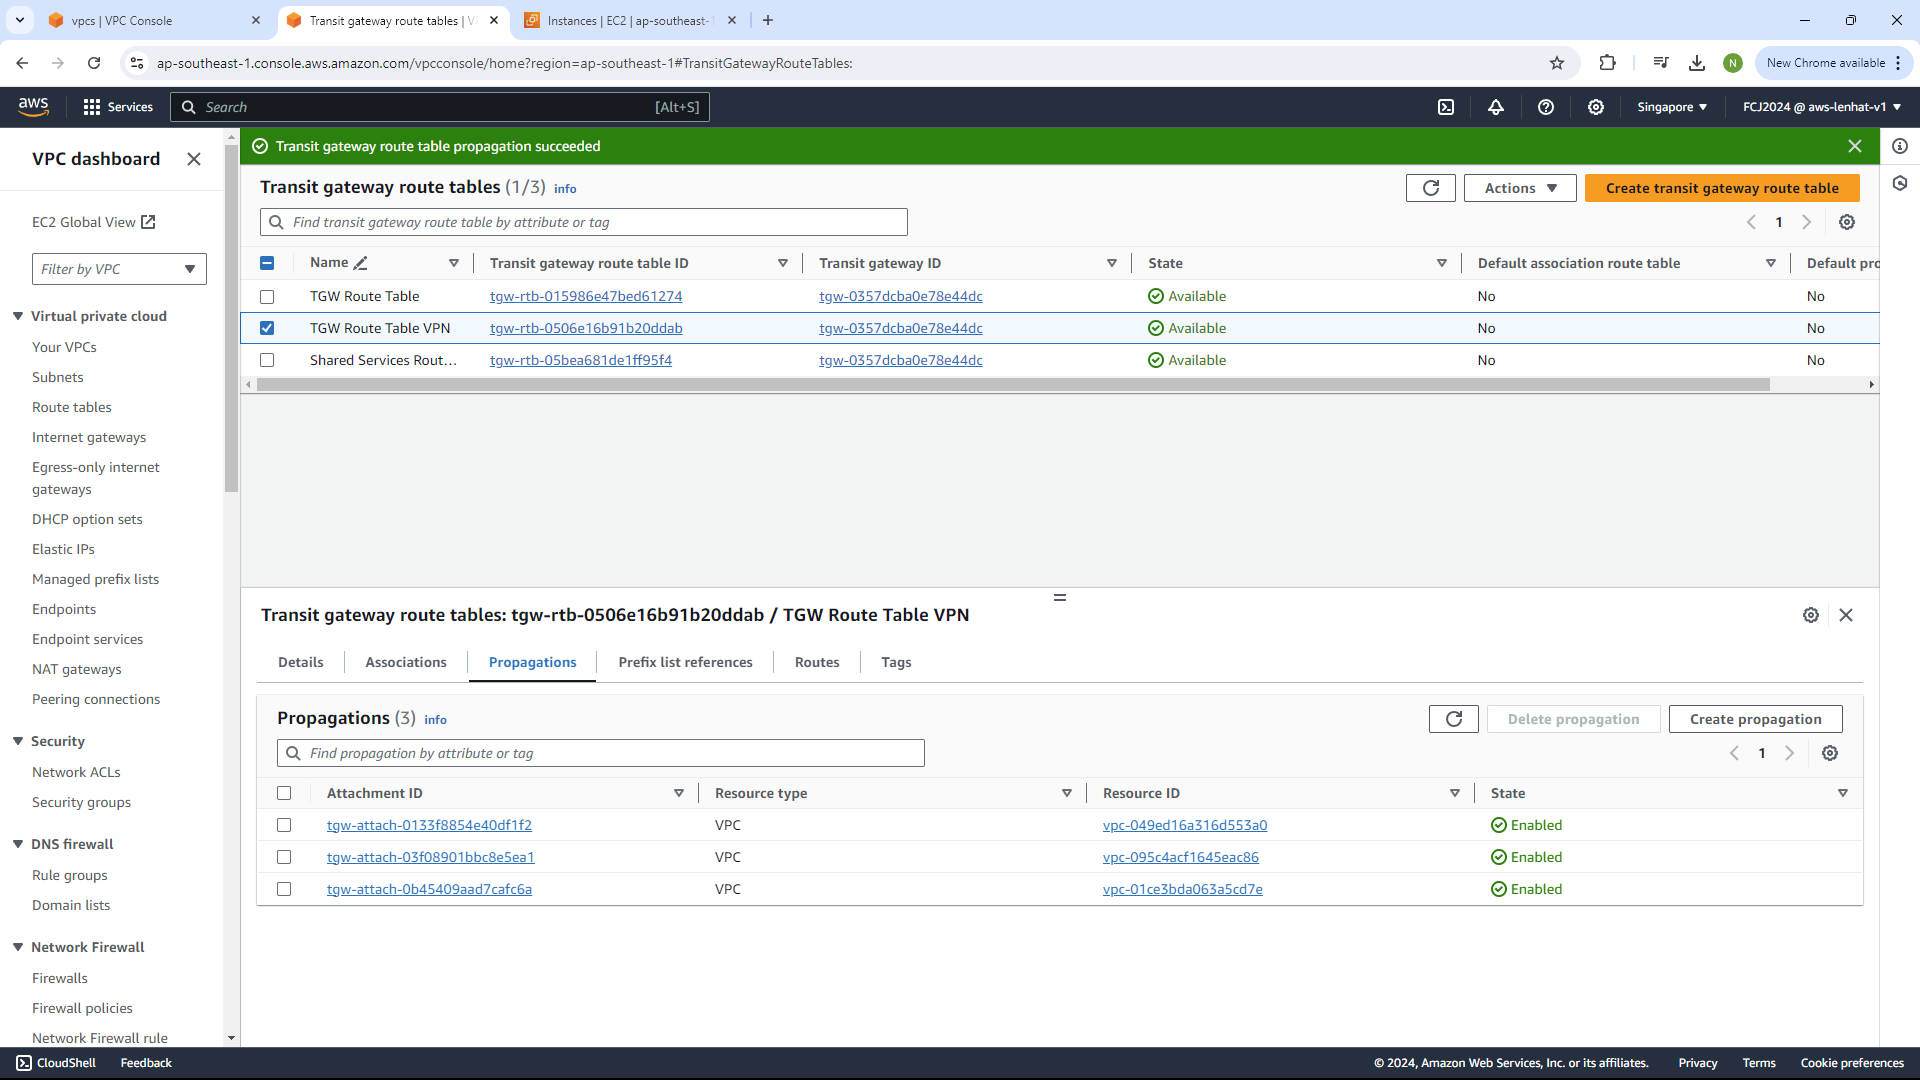 vpcs | VPC Console
Transit gateway route tables | V
Instances | EC2 | ap-southeast-
ap-southeast-1.console.aws.amazon.com/vpcconsole/home?region=ap-southeast-1#TransitGatewayRouteTables:
N
New Chrome available
aws
Services
Search
[Alt+S]
Singapore
FCJ2024 @ aws-lenhat-v1
VPC dashboard
EC2 Global View
Filter by VPC
Virtual private cloud
Your VPCs
Subnets
Route tables
Internet gateways
Egress-only internet
gateways
DHCP option sets
Elastic IPs
Managed prefix lists
Endpoints
Endpoint services
NAT gateways
Peering connections
Security
Network ACLs
Security groups
DNS firewall
Rule groups
Domain lists
Network Firewall
Firewalls
Firewall policies
Network Firewall rule
Transit gateway route table propagation succeeded
Transit gateway route tables (1/3) info
Actions
Create transit gateway route table
Find transit gateway route table by attribute or tag
1
Name Transit gateway route table ID Transit gateway ID State Default association route table Default pro
TGW Route Table tgw-rtb-015986e47bed61274 tgw-0357dcba0e78e44dc Available No No
TGW Route Table VPN tgw-rtb-0506e16b91b20ddab tgw-0357dcba0e78e44dc Available No No
Shared Services Rout... tgw-rtb-05bea681de1ff95f4 tgw-0357dcba0e78e44dc Available No No
Transit gateway route tables: tgw-rtb-0506e16b91b20ddab / TGW Route Table VPN
Details Associations Propagations Prefix list references Routes Tags
Propagations (3) info
Delete propagation
Create propagation
Find propagation by attribute or tag
1
Attachment ID Resource type Resource ID State
tgw-attach-0133f8854e40df1f2 VPC vpc-049ed16a316d553a0 Enabled
tgw-attach-03f08901bbc8e5ea1 VPC vpc-095c4acf1645eac86 Enabled
tgw-attach-0b45409aad7cafc6a VPC vpc-01ce3bda063a5cd7e Enabled
CloudShell Feedback
© 2024, Amazon Web Services, Inc. or its affiliates. Privacy Terms Cookie preferences